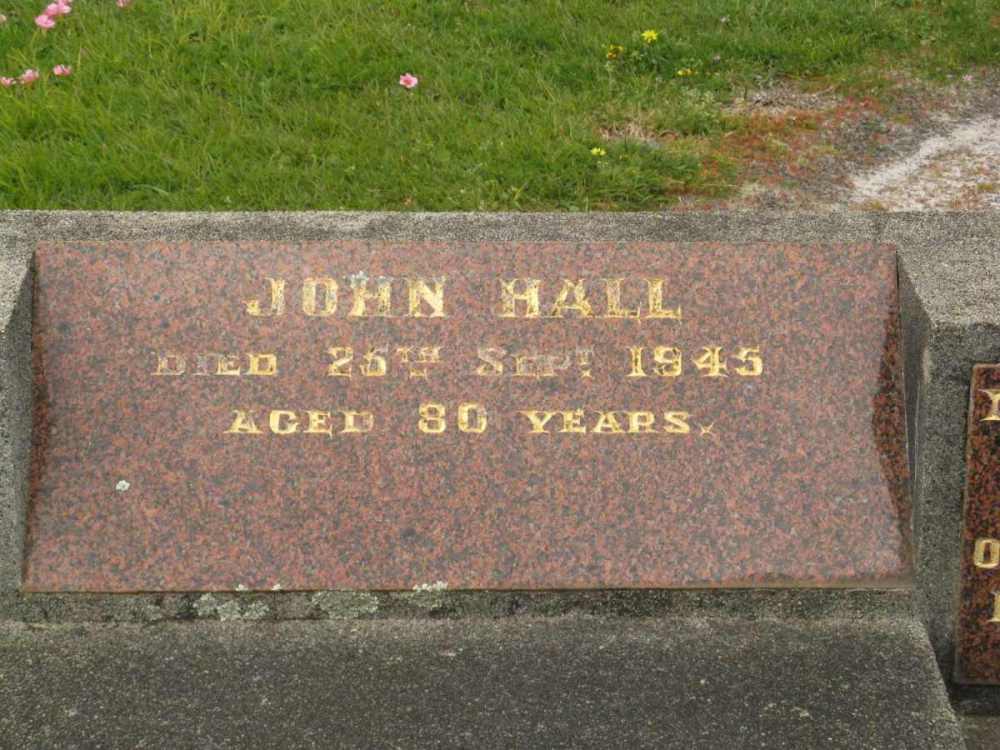 JOHN HALL
DIED 25TH SEPT. 1945
AGED 80 YEARS.